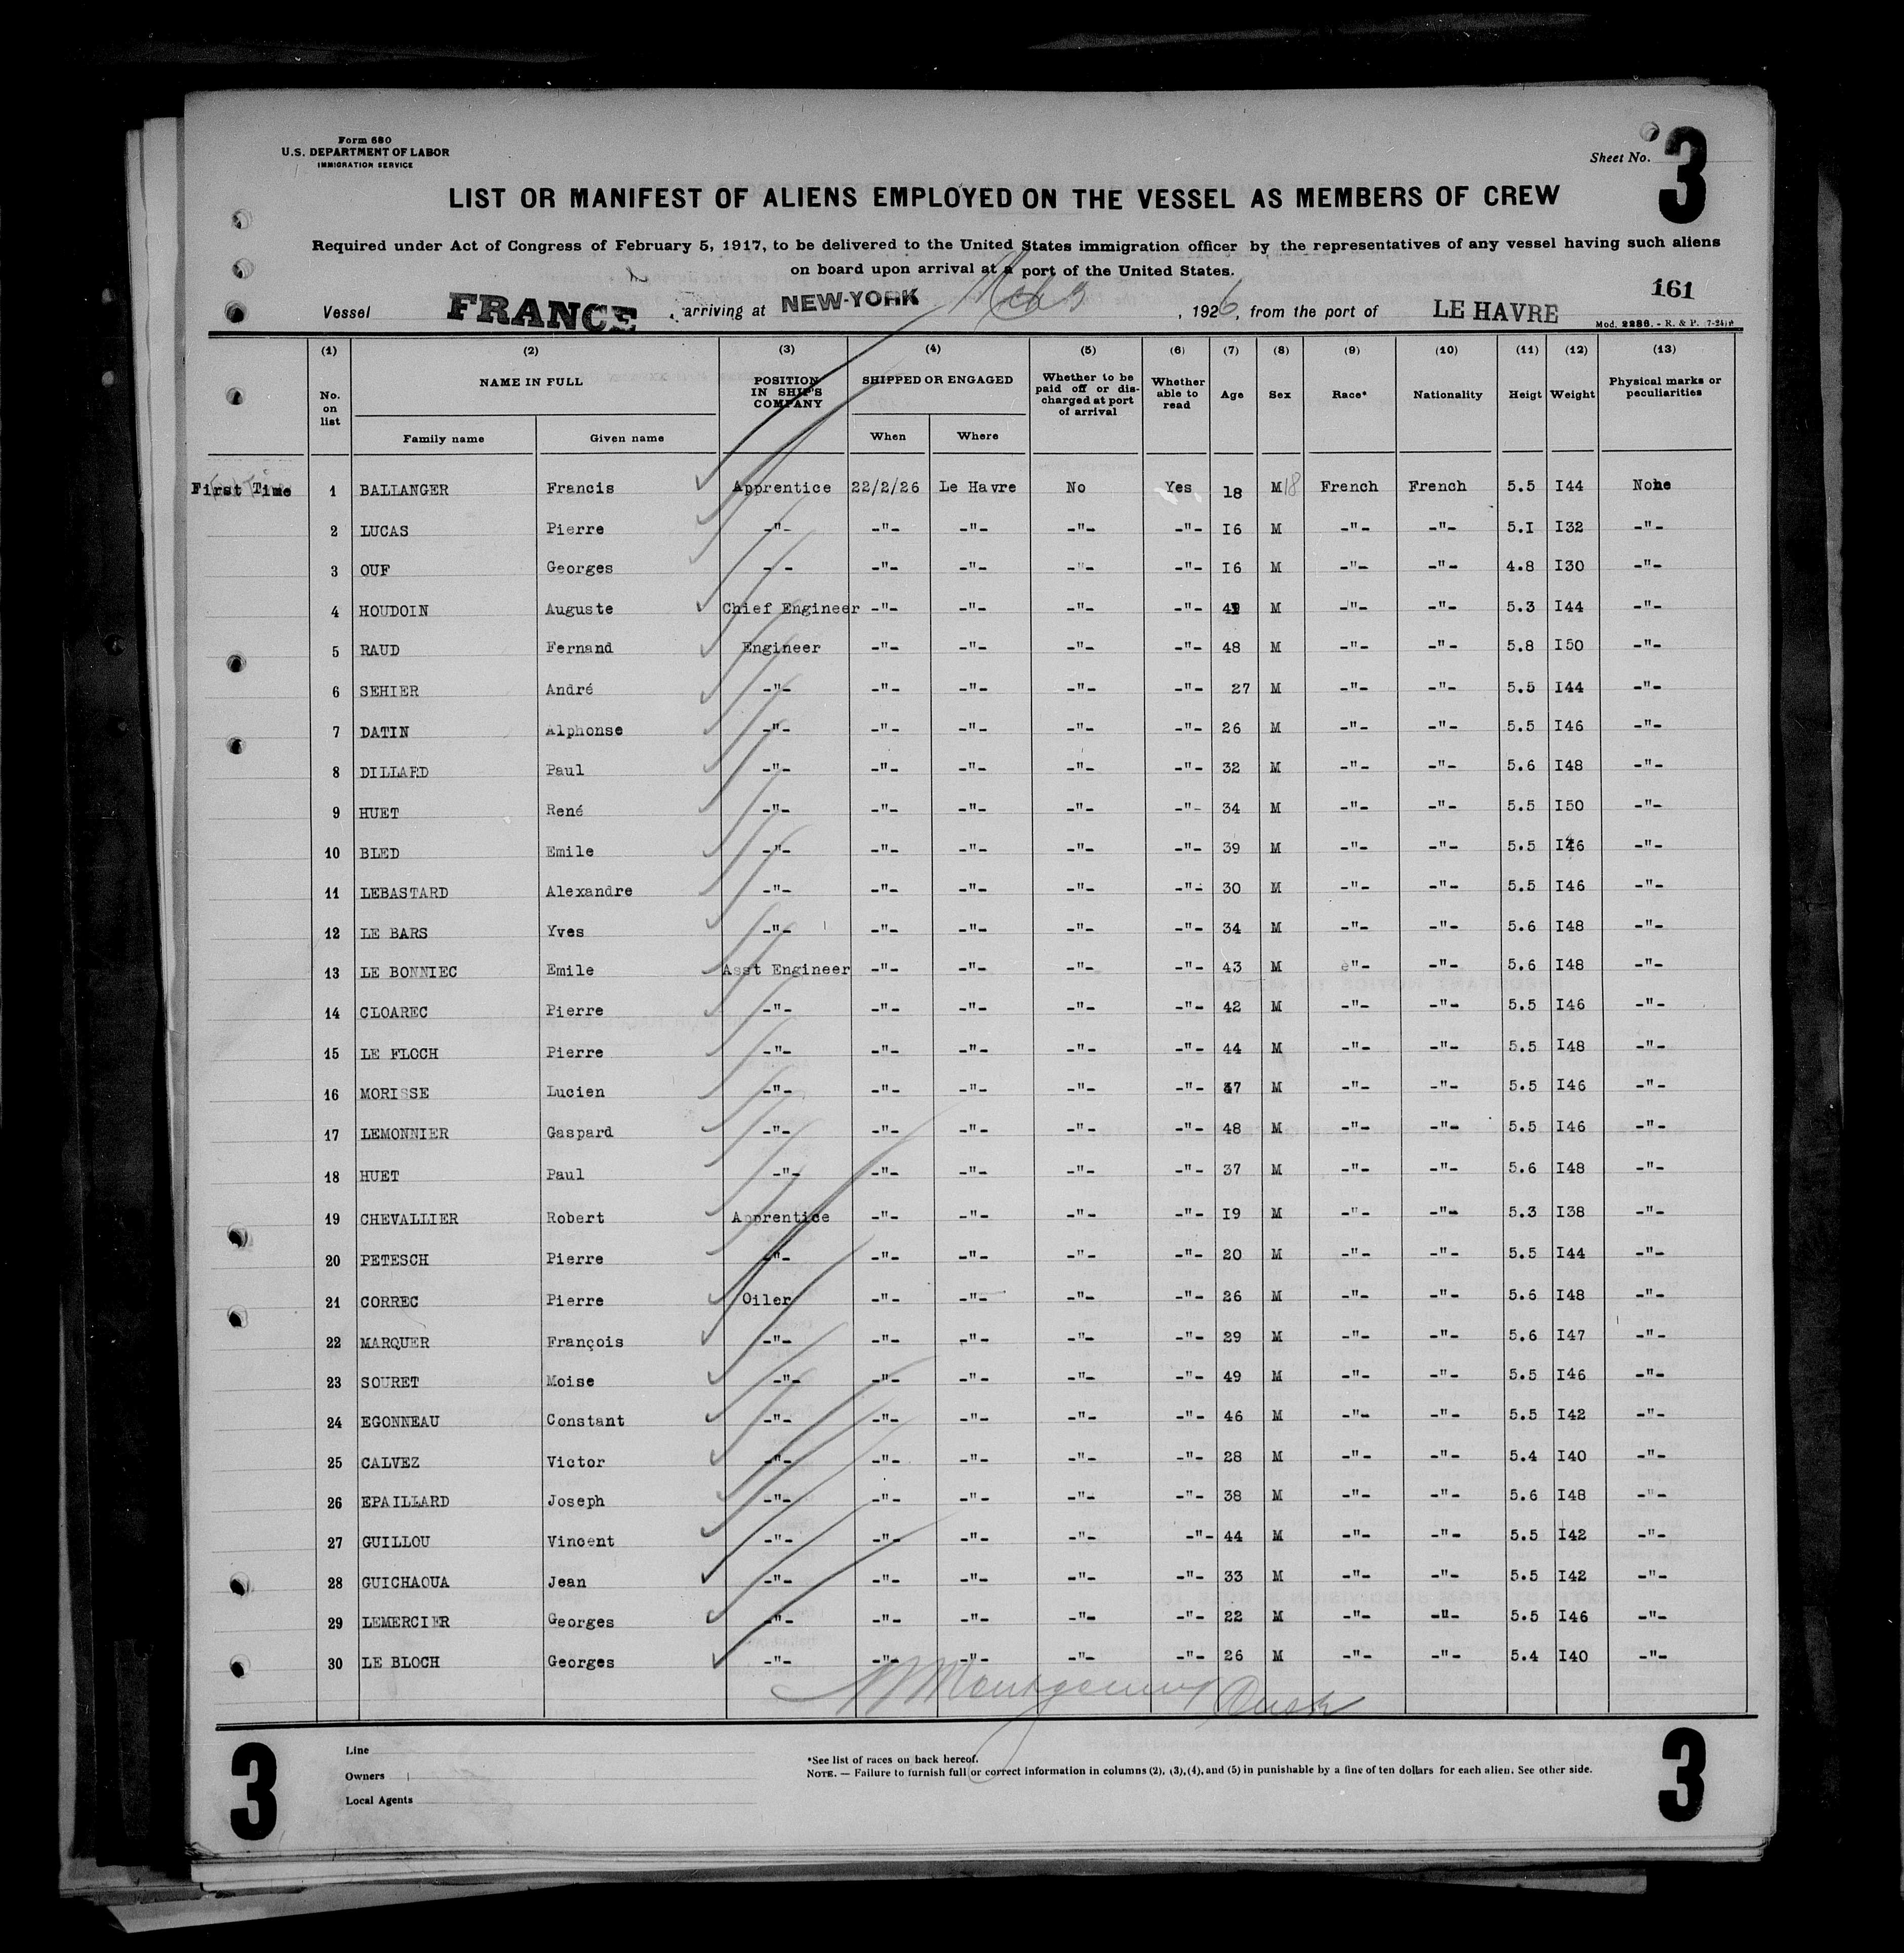 Form 680
U.S. DEPARTMENT OF LABOR
IMMIGRATION SERVICE
Sheet No. 3
LIST OR MANIFEST OF ALIENS EMPLOYED ON THE VESSEL AS MEMBERS OF CREW
Required under Act of Congress of February 5, 1917, to be delivered to the United States immigration officer by the representatives of any vessel having such aliens
on board upon arrival at a port of the United States.
161
Vessel FRANCE, arriving at NEW-YORK Mch 3, 1926, from the port of LE HAVRE
Mod. 2286. - R. & P. (7-24)
(1) (2) (3) (4) (5) (6) (7) (8) (9) (10) (11) (12) (13)
No. on list NAME IN FULL POSITION IN SHIP'S COMPANY SHIPPED OR ENGAGED Whether to be paid off or discharged at port of arrival Whether able to read Age Sex Race* Nationality Heigt Weight Physical marks or peculiarities
Family name Given name When Where
First Time 1 BALLANGER Francis Apprentice 22/2/26 Le Havre No Yes 18 M 18 French French 5.5 I44 None
2 LUCAS Pierre -"- -"- -"- -"- -"- I6 M -"- -"- 5.I I32 -"-
3 OUF Georges - - -"- -"- -"- -"- I6 M -"- -"- 4.8 I30 -"-
4 HOUDOIN Auguste Chief Engineer -"- -"- -"- -"- M -"- -"- 5.3 I44 -"-
5 RAUD Fernand Engineer -"- -"- -"- -"- 48 M -"- -"- 5.8 I50 -"-
6 SEHIER André -"- -"- -"- -"- -"- 27 M -"- -"- 5.5 I44 -"-
7 DATIN Alphonse -"- -"- -"- -"- -"- 26 M -"- -"- 5.5 I46 -"-
8 DILLARD Paul -"- -"- -"- -"- -"- 32 M -"- -"- 5.6 I48 -"-
9 HUET René -"- -"- -"- -"- -"- 34 M -"- -"- 5.5 I50 -"-
10 BLED Emile -"- -"- -"- -"- -"- 39 M -"- -"- 5.5 I46 -"-
11 LEBASTARD Alexandre -"- -"- -"- -"- -"- 30 M -"- -"- 5.5 I46 -"-
12 LE BARS Yves -"- -"- -"- -"- -"- 34 M -"- -"- 5.6 I48 -"-
13 LE BONNIEC Emile Asst Engineer -"- -"- -"- -"- 43 M è"- -"- 5.6 I48 -"-
14 CLOAREC Pierre -"- -"- -"- -"- -"- 42 M -"- -"- 5.5 I46 -"-
15 LE FLOCH Pierre -"- -"- -"- -"- -"- 44 M -"- -"- 5.5 I48 -"-
16 MORISSE Lucien -"- -"- -"- -"- -"- M -"- -"- 5.5 I46 -"-
17 LEMONNIER Gaspard -"- -"- -"- -"- -"- 48 M -"- -"- 5.5 I46 -"-
18 HUET Paul -"- -"- -"- -"- -"- 37 M -"- -"- 5.6 I48 -"-
19 CHEVALLIER Robert Apprentice -"- -"- -"- -"- I9 M -"- -"- 5.3 I38 -"-
20 PETESCH Pierre -"- -"- -"- -"- -"- 20 M -"- -"- 5.5 I44 -"-
21 CORREC Pierre Oiler -"- -"- -"- -"- 26 M -"- -"- 5.6 I48 -"-
22 MARQUER François -"- -"- -"- -"- -"- 29 M -"- -"- 5.6 I47 -"-
23 SOURET Moise -"- -"- -"- -"- -"- 49 M -"- -"- 5.5 I46 -"-
24 EGONNEAU Constant -"- -"- -"- -"- -"- 46 M -"- -"- 5.5 I42 -"-
25 CALVEZ Victor -"- -"- -"- -"- -"- 28 M -"- -"- 5.4 I40 -"-
26 EPAILLARD Joseph -"- -"- -"- -"- -"- 38 M -"- -"- 5.6 I48 -"-
27 GUILLOU Vincent -"- -"- -"- -"- -"- 44 M -"- -"- 5.5 I42 -"-
28 GUICHAOUA Jean -"- -"- -"- -"- -"- 33 M -"- -"- 5.5 I42 -"-
29 LEMERCIER Georges -"- -"- -"- -"- -"- 22 M -"- -"- 5.5 I46 -"-
30 LE BLOCH Georges -"- -"- -"- -"- -"- 26 M -"- -"- 5.4 I40 -"-
Montgomery
3
Line
Owners
Local Agents
*See list of races on back hereof.
NOTE. — Failure to furnish full or correct information in columns (2), (3), (4), and (5) in punishable by a fine of ten dollars for each alien. See other side.
3